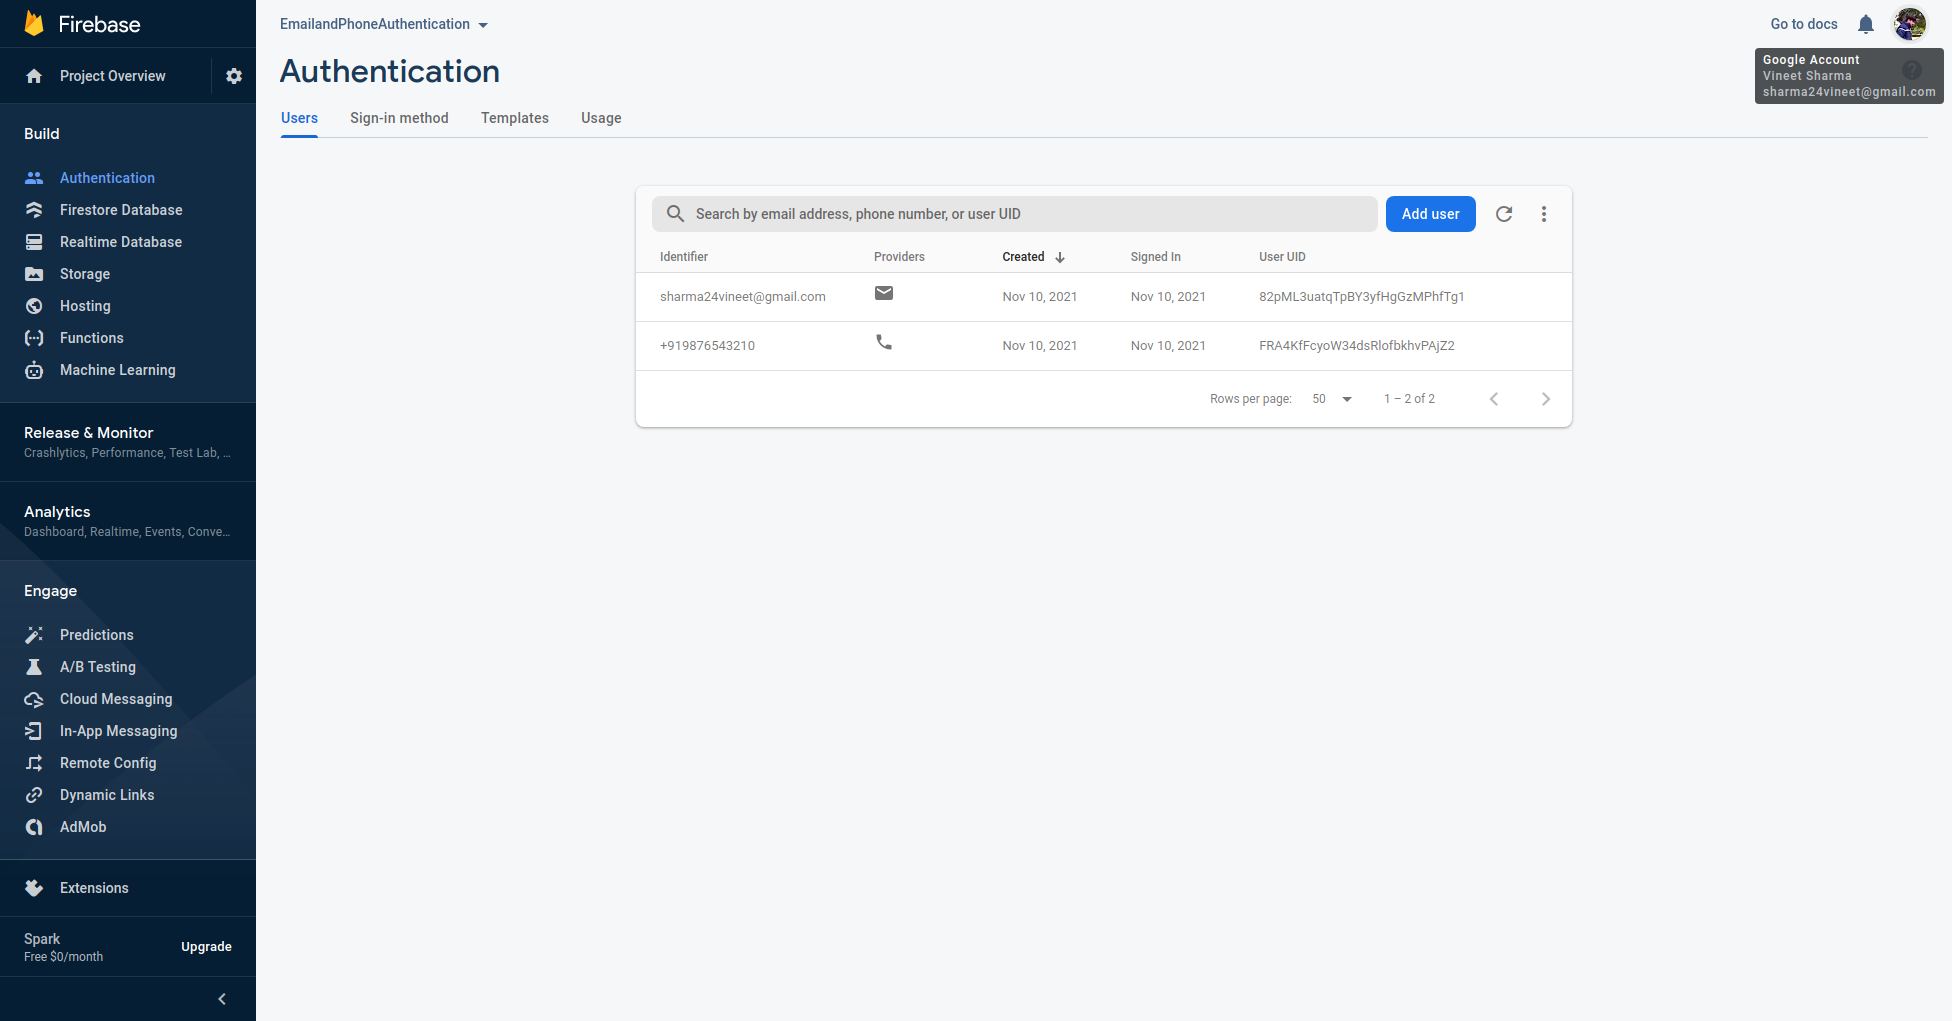 Firebase
Project Overview
Build
Authentication
Firestore Database
Realtime Database
Storage
Hosting
Functions
Machine Learning
Release & Monitor
Crashlytics, Performance, Test Lab, ...
Analytics
Dashboard, Realtime, Events, Conve...
Engage
Predictions
A/B Testing
Cloud Messaging
In-App Messaging
Remote Config
Dynamic Links
AdMob
Extensions
Spark
Free $0/month
Upgrade
EmailandPhoneAuthentication
Go to docs
Google Account
Vineet Sharma
sharma24vineet@gmail.com
Authentication
Users Sign-in method Templates Usage
Search by email address, phone number, or user UID
Add user
Identifier Providers Created Signed In User UID
sharma24vineet@gmail.com Nov 10, 2021 Nov 10, 2021 82pML3uatqTpBY3yfHgGzMPhfTg1
+919876543210 Nov 10, 2021 Nov 10, 2021 FRA4KfFcyoW34dsRlofbkhvPAjZ2
Rows per page: 50 1 – 2 of 2